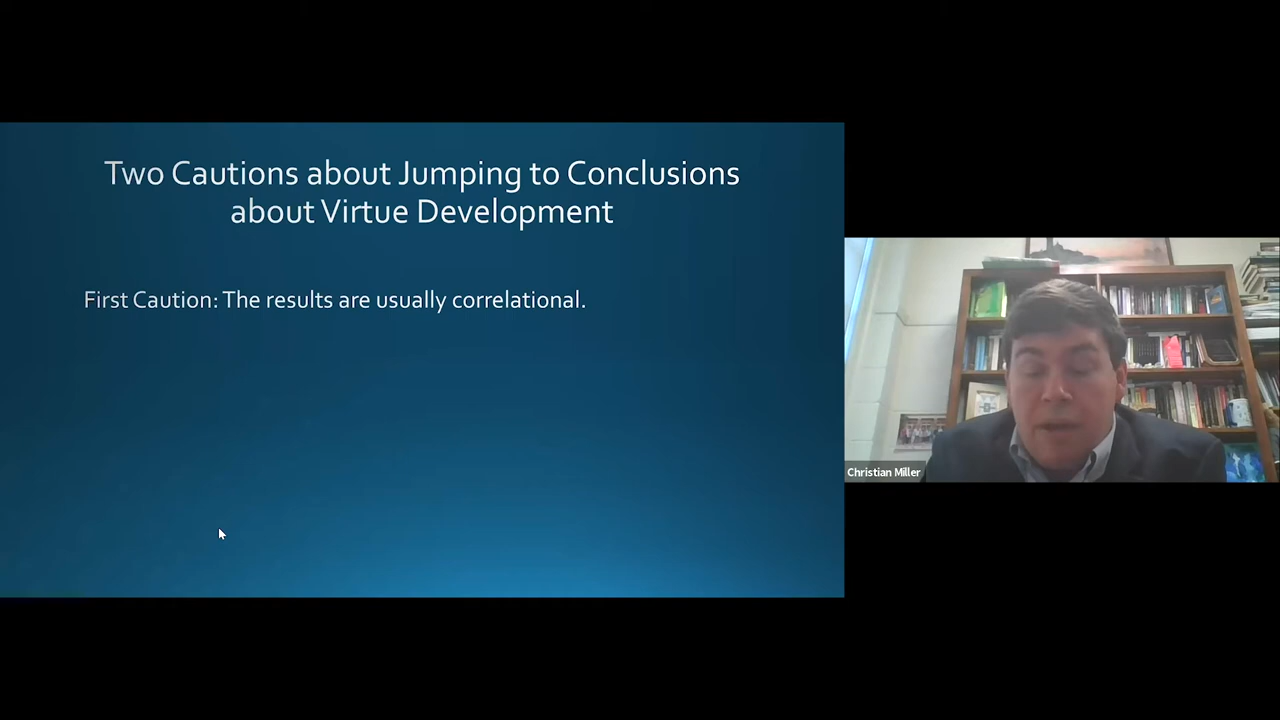 Two Cautions about Jumping to Conclusions
about Virtue Development
First Caution: The results are usually correlational.
Christian Miller